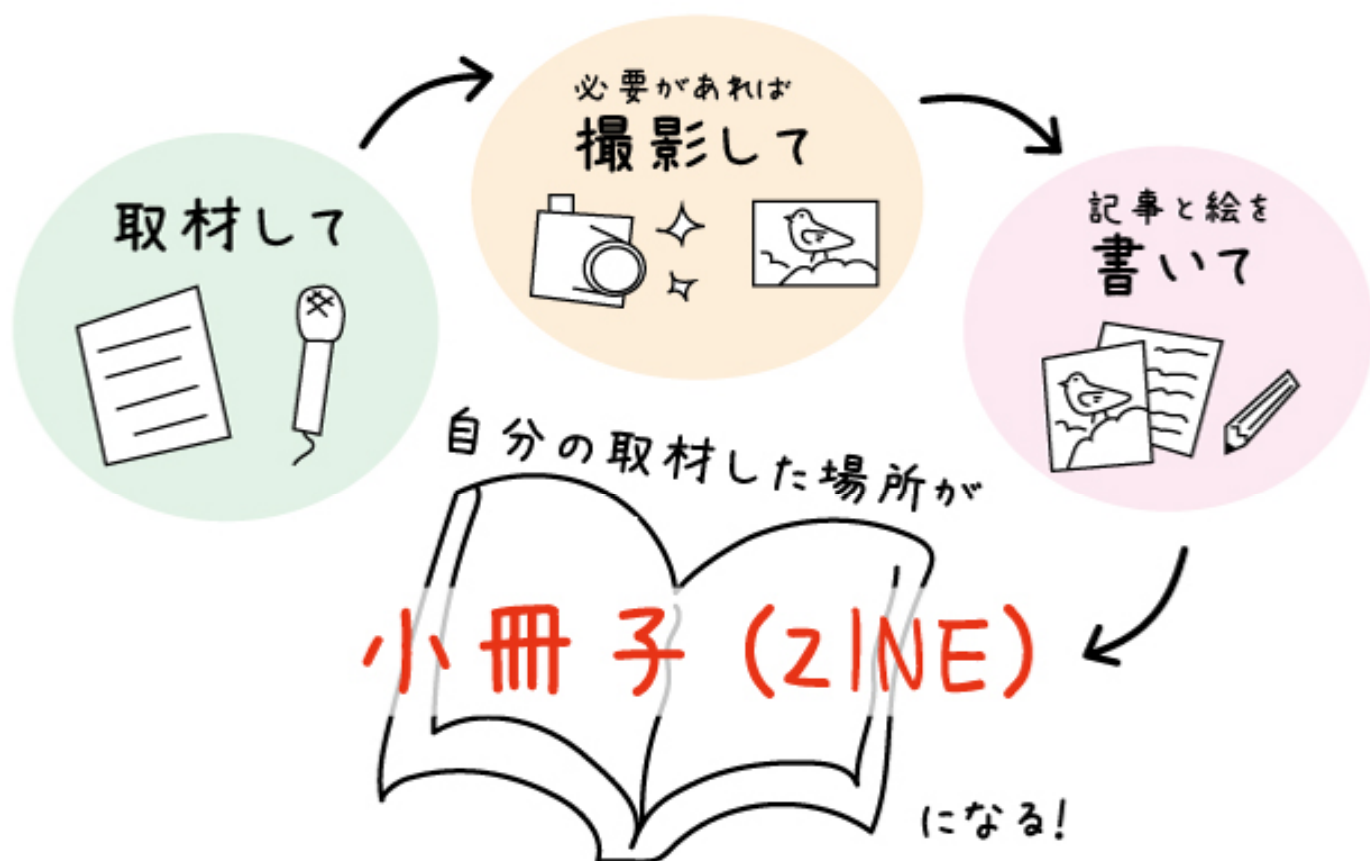 取材して
必要があれば
撮影して
記事と絵を
書いて
自分の取材した場所が
小冊子(ZINE)
になる!